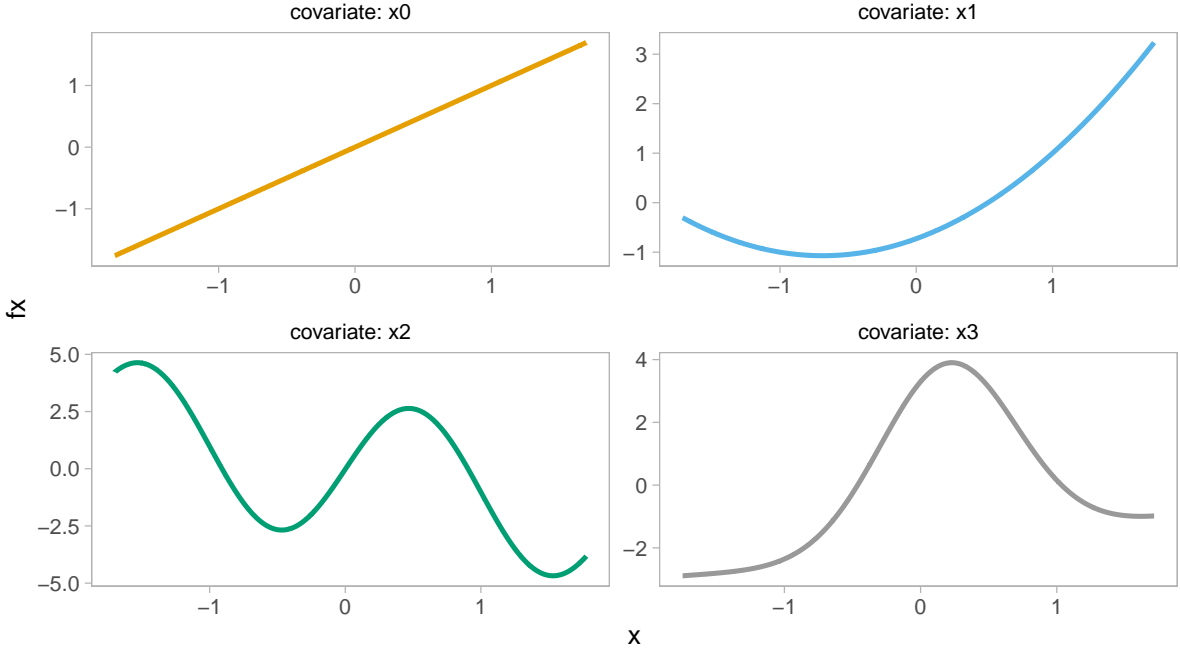 covariate: x0
1
0
−1
−1 0 1
covariate: x1
3
2
1
0
−1
−1 0 1
fx
covariate: x2
5.0
2.5
0.0
−2.5
−5.0
−1 0 1
covariate: x3
4
2
0
−2
−1 0 1
x